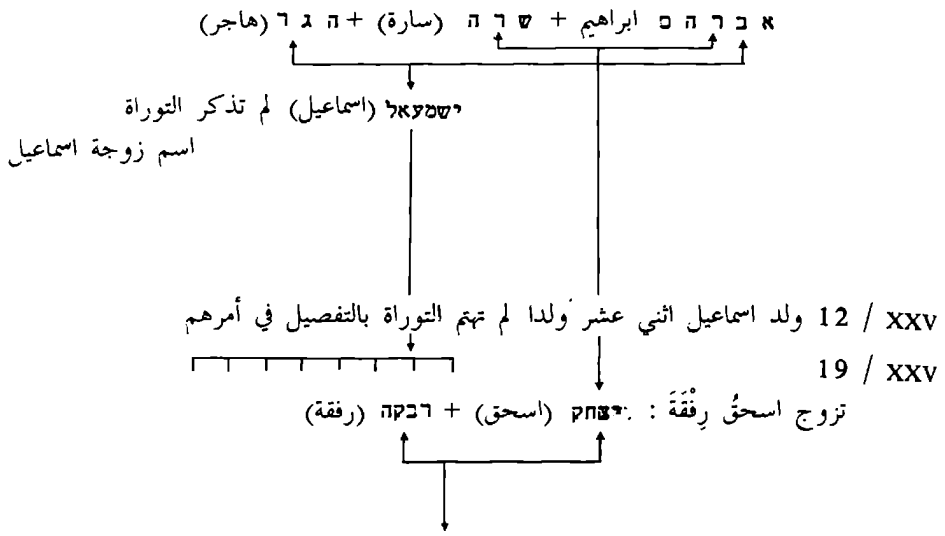 א ב ר ה ם ابراهيم + ש ר ה (سارة) + ה ג ר (هاجر)
ישמעאל (اسماعيل) لم تذكر التوراة
اسم زوجة اسماعيل
XXV / 12 ولد اسماعيل اثني عشر ولدا لم تهتم التوراة بالتفصيل في أمرهم
XXV / 19
تزوج اسحقُ رِفْقَةَ : יצחק (اسحق) + רבקה (رفقة)